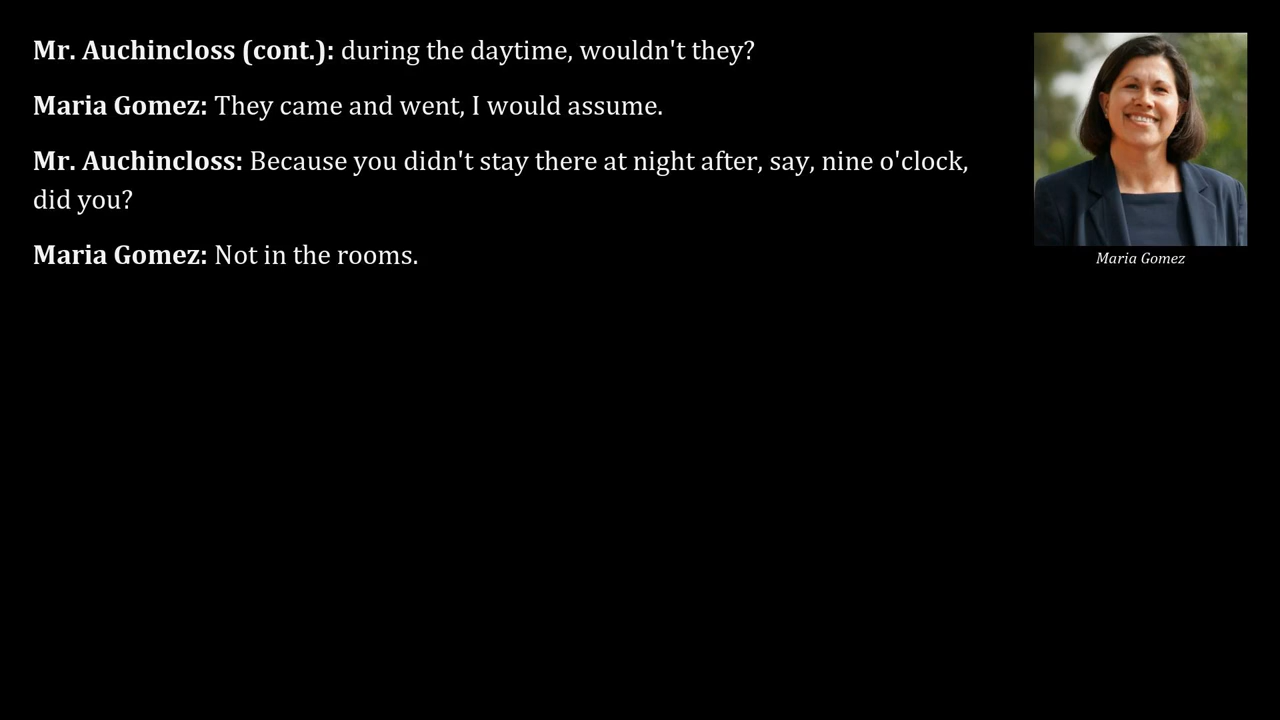 Mr. Auchincloss (cont.): during the daytime, wouldn't they?
Maria Gomez: They came and went, I would assume.
Mr. Auchincloss: Because you didn't stay there at night after, say, nine o'clock,
did you?
Maria Gomez: Not in the rooms.
Maria Gomez